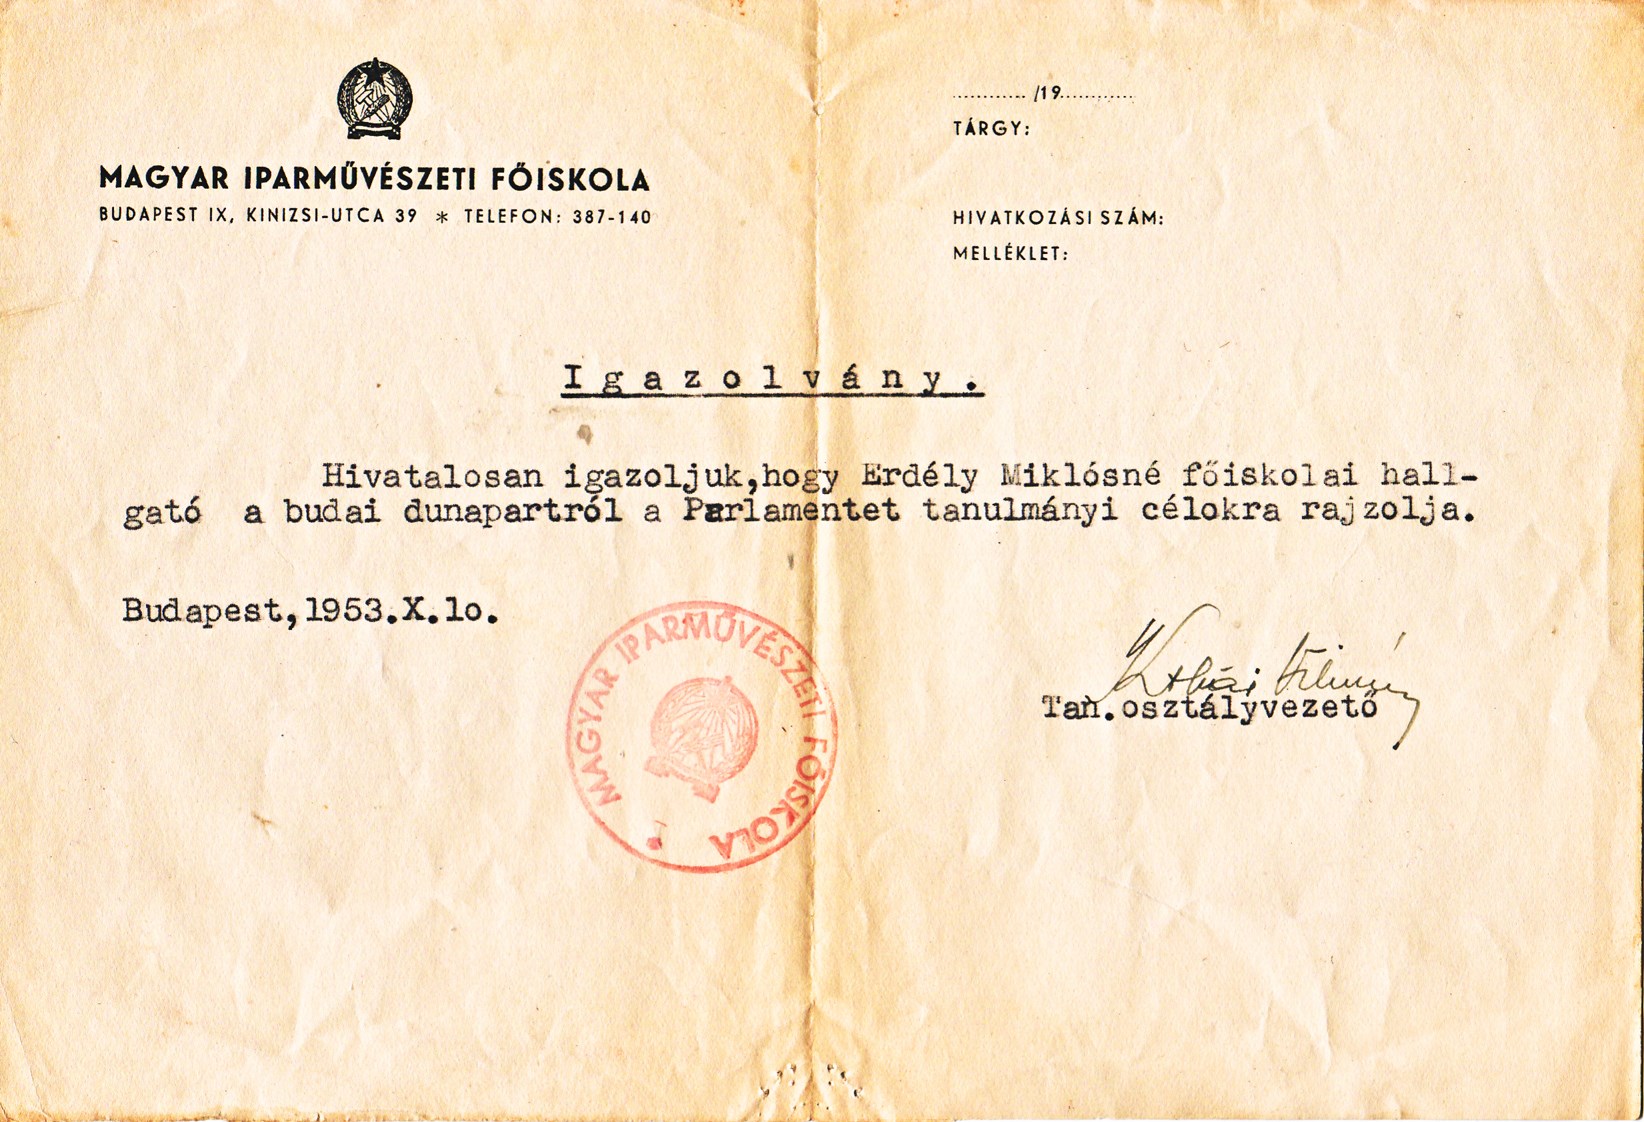 ............ /19............
TÁRGY:
MAGYAR IPARMŰVÉSZETI FŐISKOLA
BUDAPEST IX, KINIZSI-UTCA 39 * TELEFON: 387-140
HIVATKOZÁSI SZÁM:
MELLÉKLET:
Igazolvány.
Hivatalosan igazoljuk,hogy Erdély Miklósné főiskolai hall-
gató a budai dunapartról a Parlamentet tanulmányi célokra rajzolja.
Budapest,1953.X.lo.
MAGYAR IPARMŰVÉSZETI FŐISKOLA
Tan.osztályvezető